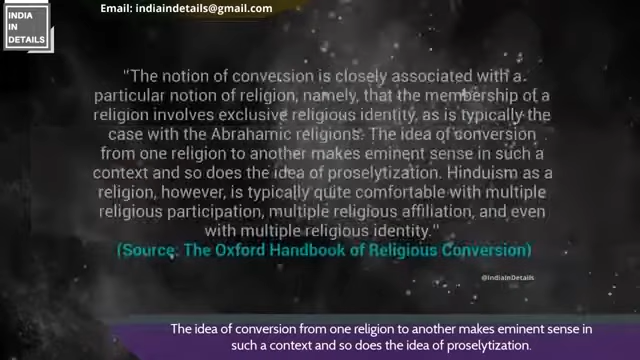 Email: indiaindetails@gmail.com
INDIA
IN
DETAILS
"The notion of conversion is closely associated with a
particular notion of religion, namely, that the membership of a
religion involves exclusive religious identity, as is typically the
case with the Abrahamic religions. The idea of conversion
from one religion to another makes eminent sense in such a
context and so does the idea of proselytization. Hinduism as a
religion, however, is typically quite comfortable with multiple
religious participation, multiple religious affiliation, and even
with multiple religious identity."
(Source: The Oxford Handbook of Religious Conversion)
@IndiaInDetails
The idea of conversion from one religion to another makes eminent sense in
such a context and so does the idea of proselytization.